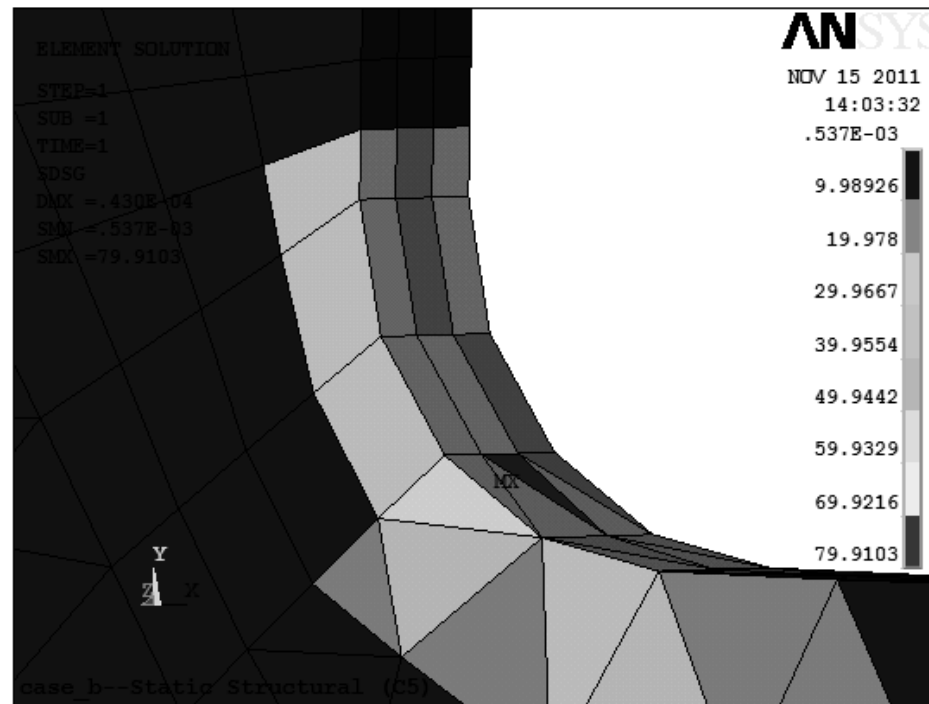 ELEMENT SOLUTION
STEP=1
SUB =1
TIME=1
SDSG
DMX =.430E-04
SMN =.537E-03
SMX =79.9103
ANSYS
NOV 15 2011
14:03:32
.537E-03
9.98926
19.978
29.9667
39.9554
49.9442
59.9329
69.9216
79.9103
MX
Y
Z X
case_b--Static Structural (C5)